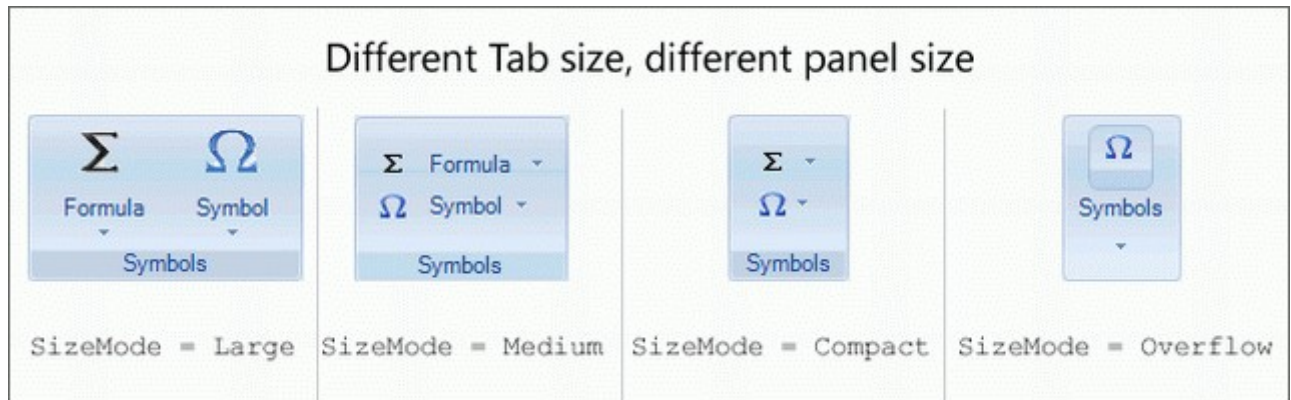 Different Tab size, different panel size
Σ Ω
Formula Symbol
Symbols
SizeMode = Large
Σ Formula
Ω Symbol
Symbols
SizeMode = Medium
Σ
Ω
Symbols
SizeMode = Compact
Ω
Symbols
SizeMode = Overflow